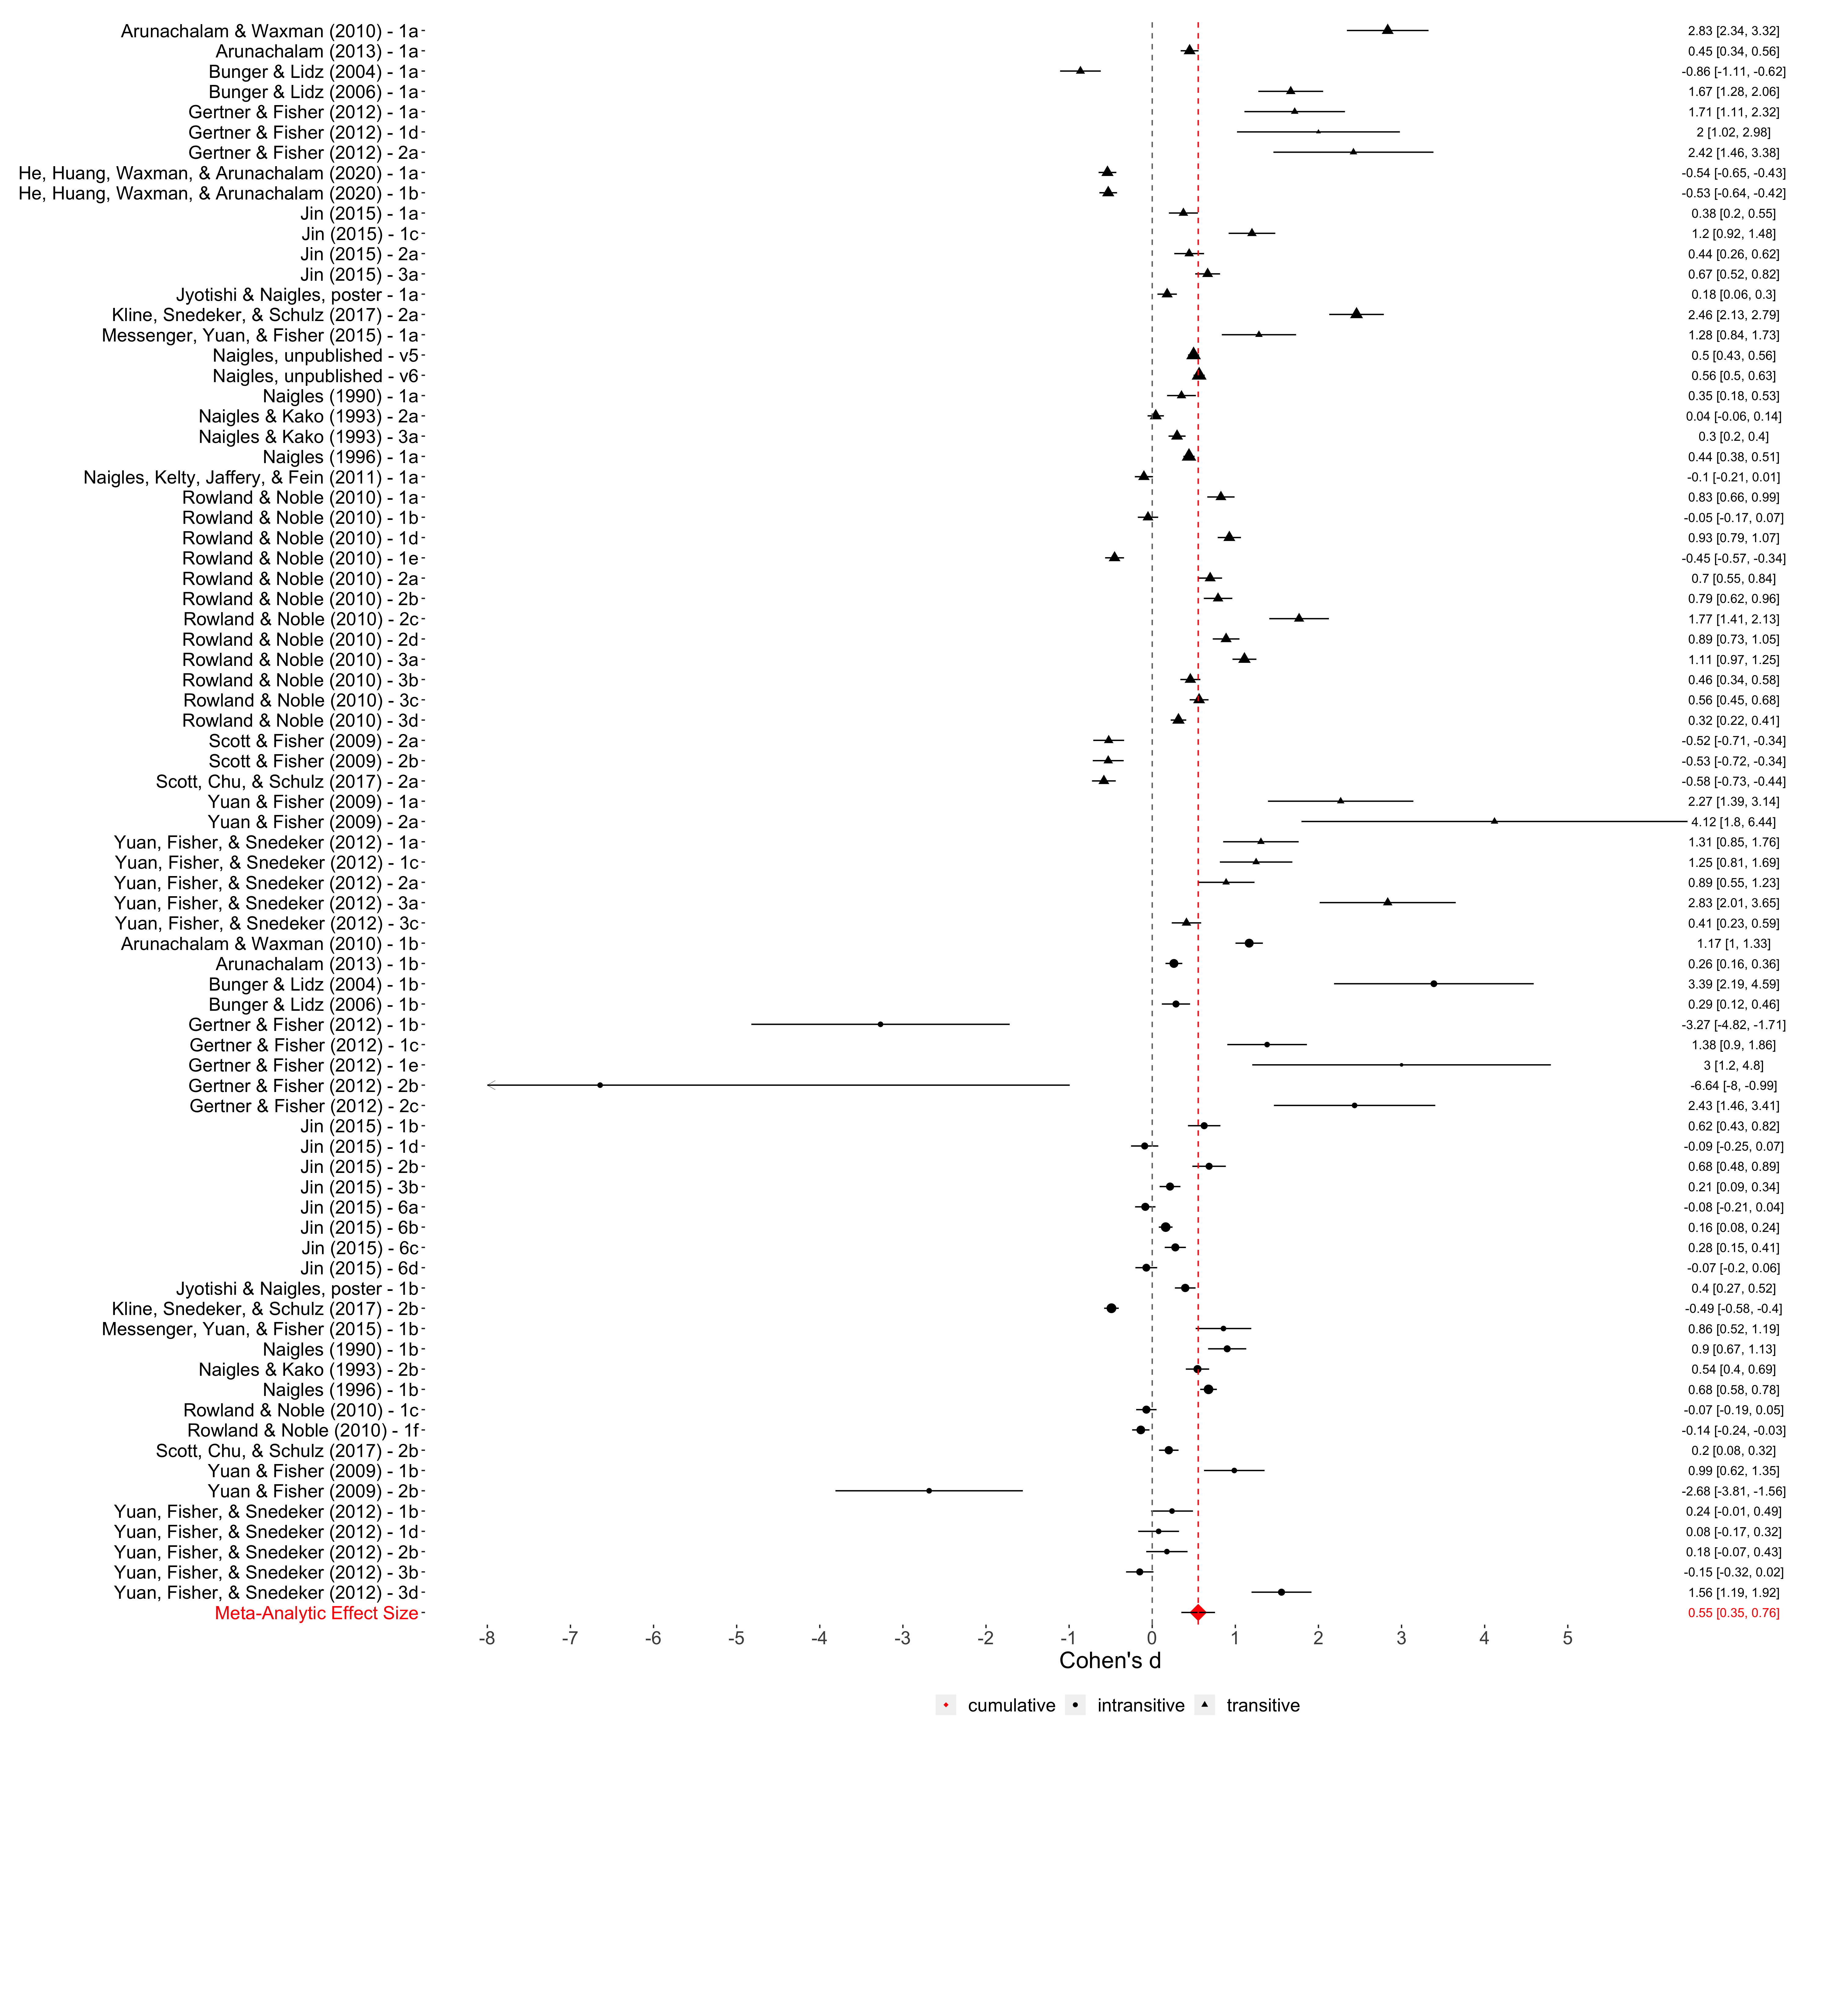 Arunachalam & Waxman (2010) - 1a 2.83 [2.34, 3.32]
Arunachalam (2013) - 1a 0.45 [0.34, 0.56]
Bunger & Lidz (2004) - 1a -0.86 [-1.11, -0.62]
Bunger & Lidz (2006) - 1a 1.67 [1.28, 2.06]
Gertner & Fisher (2012) - 1a 1.71 [1.11, 2.32]
Gertner & Fisher (2012) - 1d 2 [1.02, 2.98]
Gertner & Fisher (2012) - 2a 2.42 [1.46, 3.38]
He, Huang, Waxman, & Arunachalam (2020) - 1a -0.54 [-0.65, -0.43]
He, Huang, Waxman, & Arunachalam (2020) - 1b -0.53 [-0.64, -0.42]
Jin (2015) - 1a 0.38 [0.2, 0.55]
Jin (2015) - 1c 1.2 [0.92, 1.48]
Jin (2015) - 2a 0.44 [0.26, 0.62]
Jin (2015) - 3a 0.67 [0.52, 0.82]
Jyotishi & Naigles, poster - 1a 0.18 [0.06, 0.3]
Kline, Snedeker, & Schulz (2017) - 2a 2.46 [2.13, 2.79]
Messenger, Yuan, & Fisher (2015) - 1a 1.28 [0.84, 1.73]
Naigles, unpublished - v5 0.5 [0.43, 0.56]
Naigles, unpublished - v6 0.56 [0.5, 0.63]
Naigles (1990) - 1a 0.35 [0.18, 0.53]
Naigles & Kako (1993) - 2a 0.04 [-0.06, 0.14]
Naigles & Kako (1993) - 3a 0.3 [0.2, 0.4]
Naigles (1996) - 1a 0.44 [0.38, 0.51]
Naigles, Kelty, Jaffery, & Fein (2011) - 1a -0.1 [-0.21, 0.01]
Rowland & Noble (2010) - 1a 0.83 [0.66, 0.99]
Rowland & Noble (2010) - 1b -0.05 [-0.17, 0.07]
Rowland & Noble (2010) - 1d 0.93 [0.79, 1.07]
Rowland & Noble (2010) - 1e -0.45 [-0.57, -0.34]
Rowland & Noble (2010) - 2a 0.7 [0.55, 0.84]
Rowland & Noble (2010) - 2b 0.79 [0.62, 0.96]
Rowland & Noble (2010) - 2c 1.77 [1.41, 2.13]
Rowland & Noble (2010) - 2d 0.89 [0.73, 1.05]
Rowland & Noble (2010) - 3a 1.11 [0.97, 1.25]
Rowland & Noble (2010) - 3b 0.46 [0.34, 0.58]
Rowland & Noble (2010) - 3c 0.56 [0.45, 0.68]
Rowland & Noble (2010) - 3d 0.32 [0.22, 0.41]
Scott & Fisher (2009) - 2a -0.52 [-0.71, -0.34]
Scott & Fisher (2009) - 2b -0.53 [-0.72, -0.34]
Scott, Chu, & Schulz (2017) - 2a -0.58 [-0.73, -0.44]
Yuan & Fisher (2009) - 1a 2.27 [1.39, 3.14]
Yuan & Fisher (2009) - 2a 4.12 [1.8, 6.44]
Yuan, Fisher, & Snedeker (2012) - 1a 1.31 [0.85, 1.76]
Yuan, Fisher, & Snedeker (2012) - 1c 1.25 [0.81, 1.69]
Yuan, Fisher, & Snedeker (2012) - 2a 0.89 [0.55, 1.23]
Yuan, Fisher, & Snedeker (2012) - 3a 2.83 [2.01, 3.65]
Yuan, Fisher, & Snedeker (2012) - 3c 0.41 [0.23, 0.59]
Arunachalam & Waxman (2010) - 1b 1.17 [1, 1.33]
Arunachalam (2013) - 1b 0.26 [0.16, 0.36]
Bunger & Lidz (2004) - 1b 3.39 [2.19, 4.59]
Bunger & Lidz (2006) - 1b 0.29 [0.12, 0.46]
Gertner & Fisher (2012) - 1b -3.27 [-4.82, -1.71]
Gertner & Fisher (2012) - 1c 1.38 [0.9, 1.86]
Gertner & Fisher (2012) - 1e 3 [1.2, 4.8]
Gertner & Fisher (2012) - 2b -6.64 [-8, -0.99]
Gertner & Fisher (2012) - 2c 2.43 [1.46, 3.41]
Jin (2015) - 1b 0.62 [0.43, 0.82]
Jin (2015) - 1d -0.09 [-0.25, 0.07]
Jin (2015) - 2b 0.68 [0.48, 0.89]
Jin (2015) - 3b 0.21 [0.09, 0.34]
Jin (2015) - 6a -0.08 [-0.21, 0.04]
Jin (2015) - 6b 0.16 [0.08, 0.24]
Jin (2015) - 6c 0.28 [0.15, 0.41]
Jin (2015) - 6d -0.07 [-0.2, 0.06]
Jyotishi & Naigles, poster - 1b 0.4 [0.27, 0.52]
Kline, Snedeker, & Schulz (2017) - 2b -0.49 [-0.58, -0.4]
Messenger, Yuan, & Fisher (2015) - 1b 0.86 [0.52, 1.19]
Naigles (1990) - 1b 0.9 [0.67, 1.13]
Naigles & Kako (1993) - 2b 0.54 [0.4, 0.69]
Naigles (1996) - 1b 0.68 [0.58, 0.78]
Rowland & Noble (2010) - 1c -0.07 [-0.19, 0.05]
Rowland & Noble (2010) - 1f -0.14 [-0.24, -0.03]
Scott, Chu, & Schulz (2017) - 2b 0.2 [0.08, 0.32]
Yuan & Fisher (2009) - 1b 0.99 [0.62, 1.35]
Yuan & Fisher (2009) - 2b -2.68 [-3.81, -1.56]
Yuan, Fisher, & Snedeker (2012) - 1b 0.24 [-0.01, 0.49]
Yuan, Fisher, & Snedeker (2012) - 1d 0.08 [-0.17, 0.32]
Yuan, Fisher, & Snedeker (2012) - 2b 0.18 [-0.07, 0.43]
Yuan, Fisher, & Snedeker (2012) - 3b -0.15 [-0.32, 0.02]
Yuan, Fisher, & Snedeker (2012) - 3d 1.56 [1.19, 1.92]
Meta-Analytic Effect Size 0.55 [0.35, 0.76]
-8 -7 -6 -5 -4 -3 -2 -1 0 1 2 3 4 5
Cohen's d
cumulative intransitive transitive